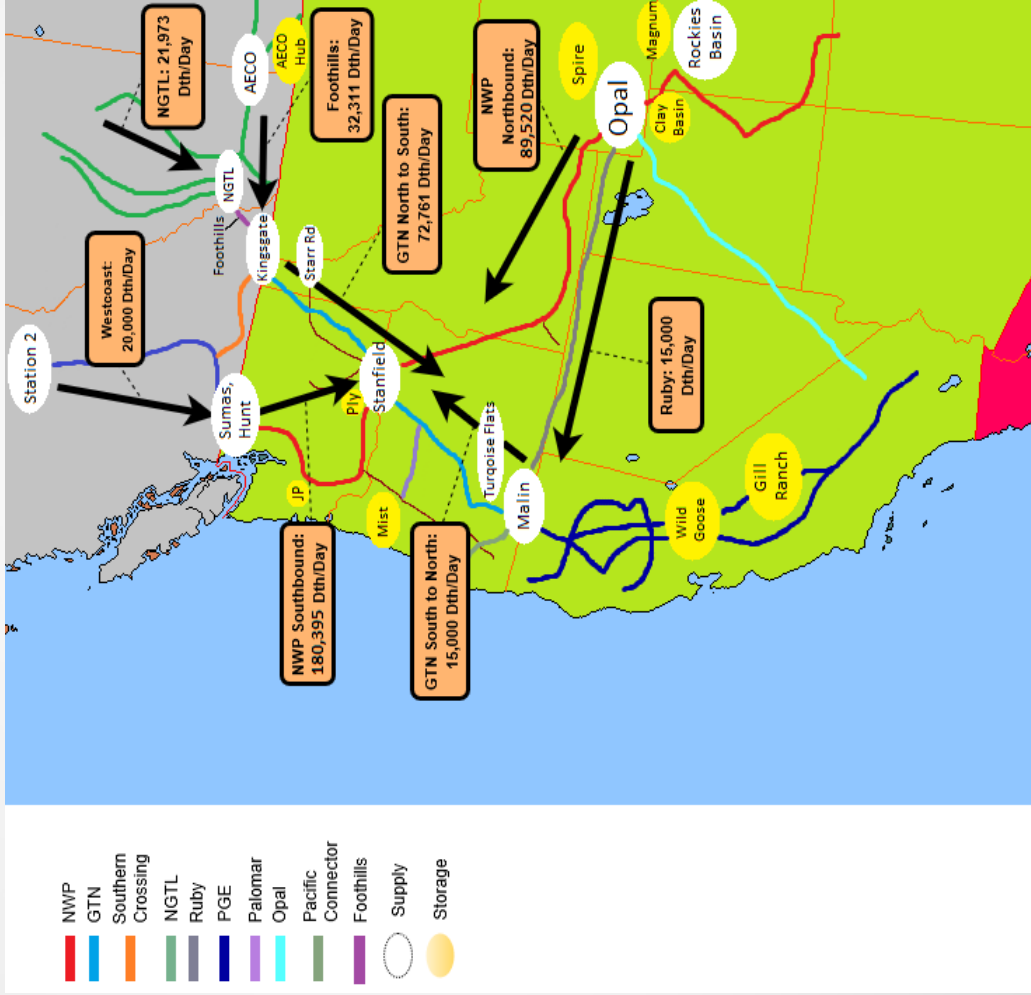 Station 2
Westcoast:
20,000 Dth/Day
NGTL: 21,973
Dth/Day
AECO
AECO
Hub
Foothills:
32,311 Dth/Day
NGTL
Foothills
Kingsgate
Starr Rd
Sumas,
Hunt
GTN North to South:
72,761 Dth/Day
NWP
Northbound:
89,520 Dth/Day
Spire
Magnum
Rockies
Basin
Opal
Clay
Basin
Ply
Stanfield
JP
Mist
NWP Southbound:
180,395 Dth/Day
GTN South to North:
15,000 Dth/Day
Turqoise Flats
Malin
Ruby: 15,000
Dth/Day
Wild
Goose
Gill
Ranch
NWP
GTN
Southern
Crossing
NGTL
Ruby
PGE
Palomar
Opal
Pacific
Connector
Foothills
Supply
Storage